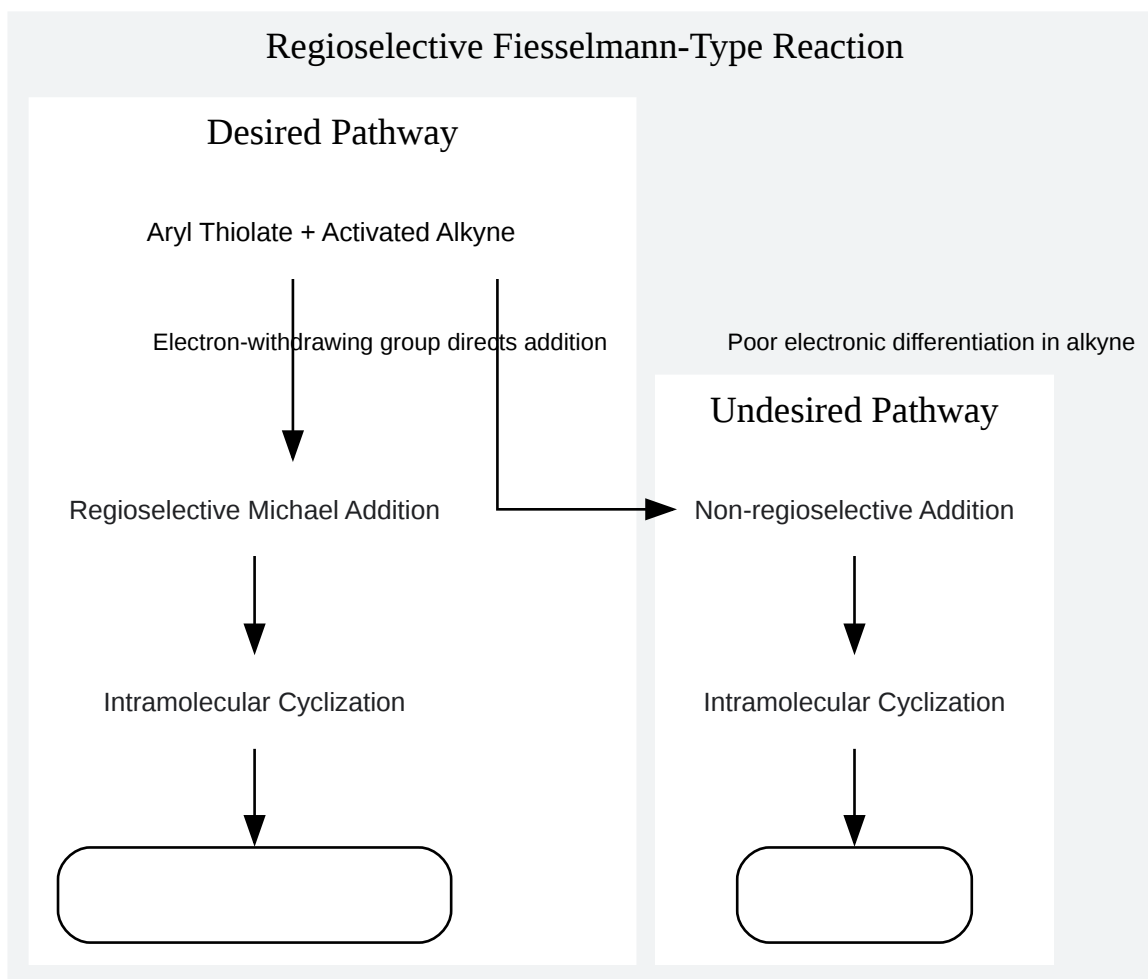 Regioselective Fiesselmann-Type Reaction
Desired Pathway
Aryl Thiolate + Activated Alkyne
Electron-withdrawing group directs addition
Poor electronic differentiation in alkyne
Undesired Pathway
Regioselective Michael Addition
Non-regioselective Addition
Intramolecular Cyclization
Intramolecular Cyclization